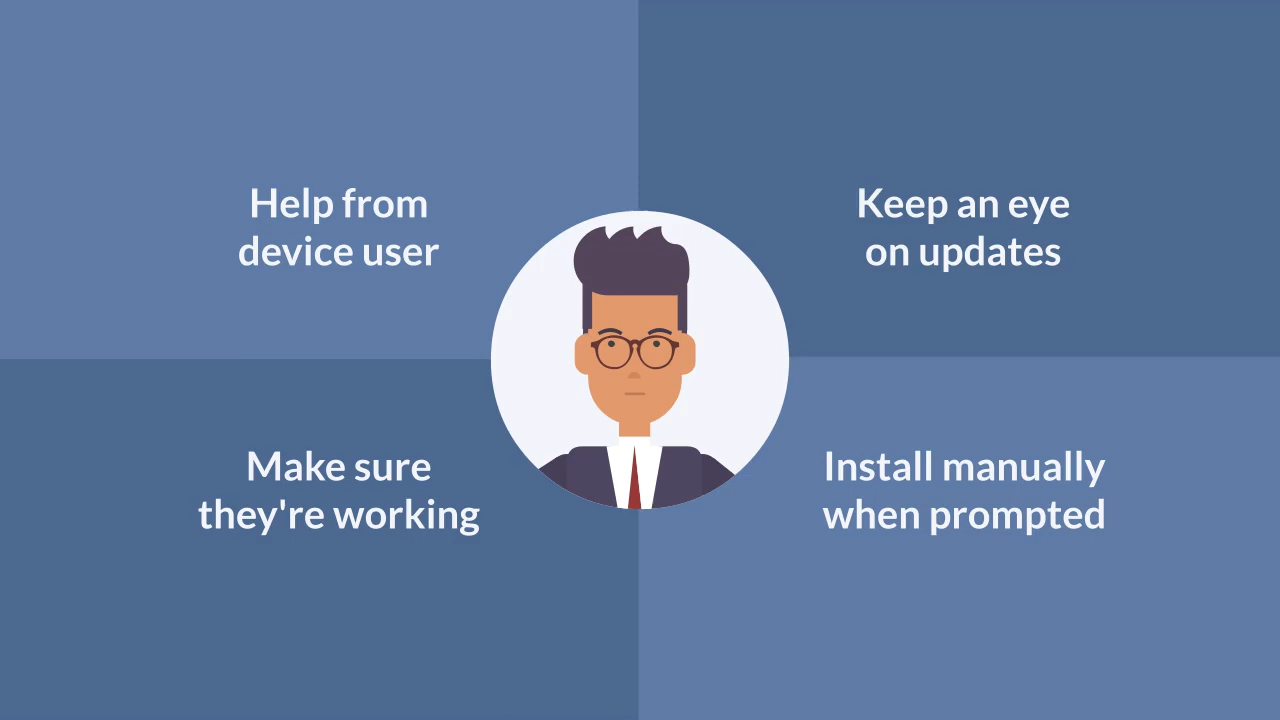 Help from
device user
Keep an eye
on updates
Make sure
they're working
Install manually
when prompted